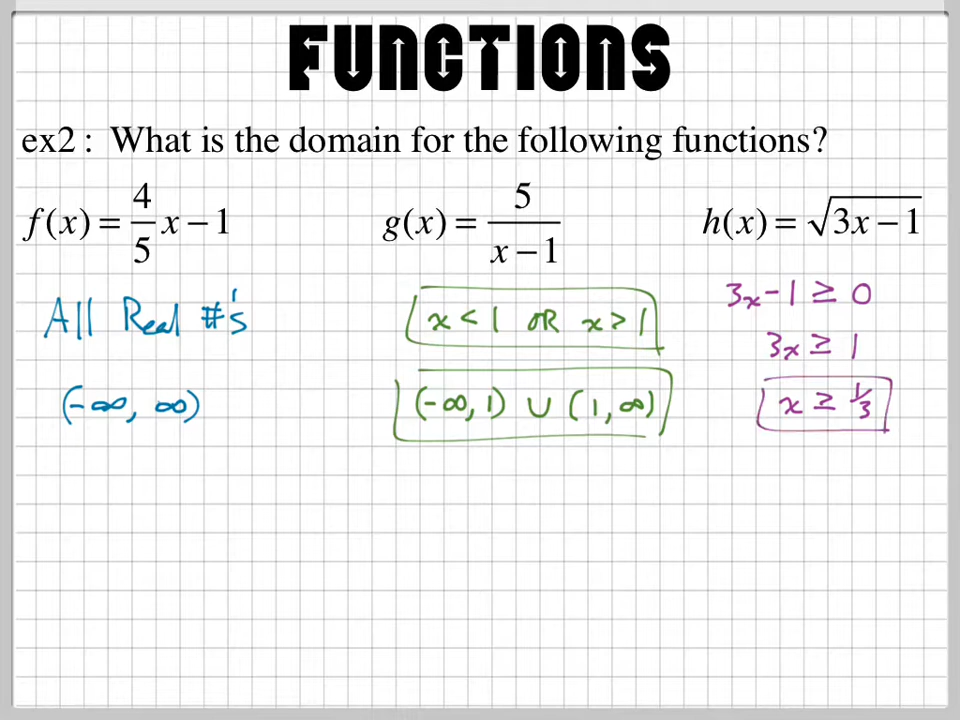 FUNCTIONS
ex2 : What is the domain for the following functions?
f(x) = 4/5 x − 1
g(x) = 5/(x − 1)
h(x) = √(3x − 1)
All Real #'s
(-∞, ∞)
x < 1 OR x > 1
(-∞, 1) ∪ (1, ∞)
3x - 1 ≥ 0
3x ≥ 1
x ≥ 1/3